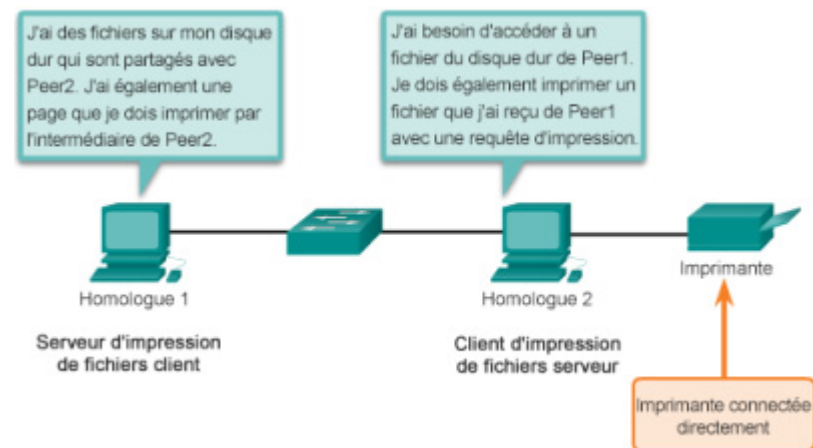 J'ai des fichiers sur mon disque
dur qui sont partagés avec
Peer2. J'ai également une
page que je dois imprimer par
l'intermédiaire de Peer2.
J'ai besoin d'accéder à un
fichier du disque dur de Peer1.
Je dois également imprimer un
fichier que j'ai reçu de Peer1
avec une requête d'impression.
Homologue 1
Homologue 2
Imprimante
Serveur d'impression
de fichiers client
Client d'impression
de fichiers serveur
Imprimante connectée
directement